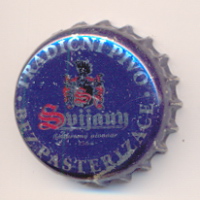 TRADIČNÍ PIVO
Svijany
BEZ PASTERIZACE